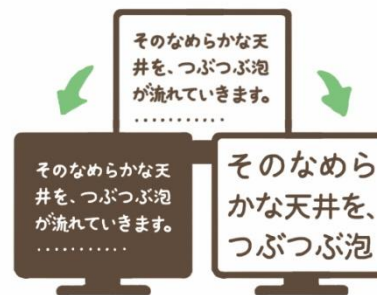 そのなめらかな天
井を、つぶつぶ泡
が流れていきます。
...........
そのなめらかな天
井を、つぶつぶ泡
が流れていきます。
...........
そのなめら
かな天井を、
つぶつぶ泡